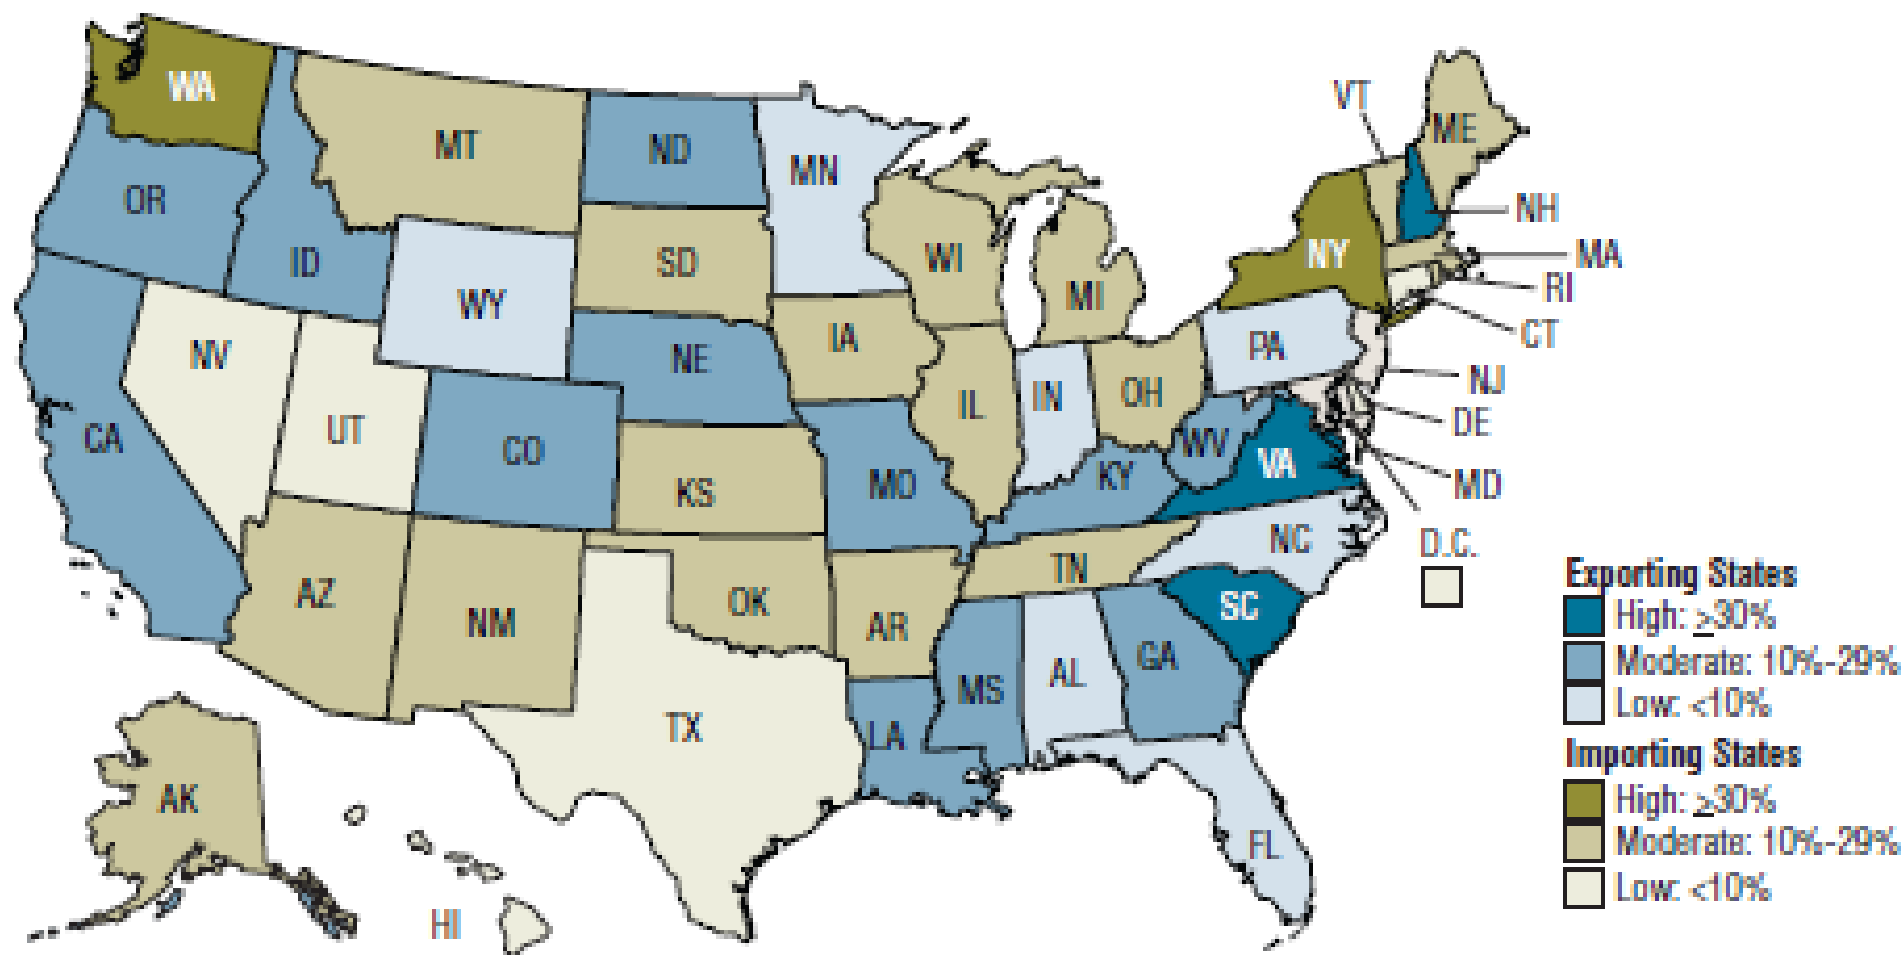 WA
MT
ND
MN
OR
ID
WY
SD
WI
MI
VT
ME
NH
NY
MA
RI
CT
NJ
DE
MD
D.C.
NV
UT
CA
CO
NE
IA
IL
IN
OH
PA
WV
VA
KY
KS
MO
NC
TN
SC
AZ
NM
OK
AR
TX
LA
MS
AL
GA
FL
AK
HI
Exporting States
High: ≥30%
Moderate: 10%-29%
Low: <10%
Importing States
High: ≥30%
Moderate: 10%-29%
Low: <10%